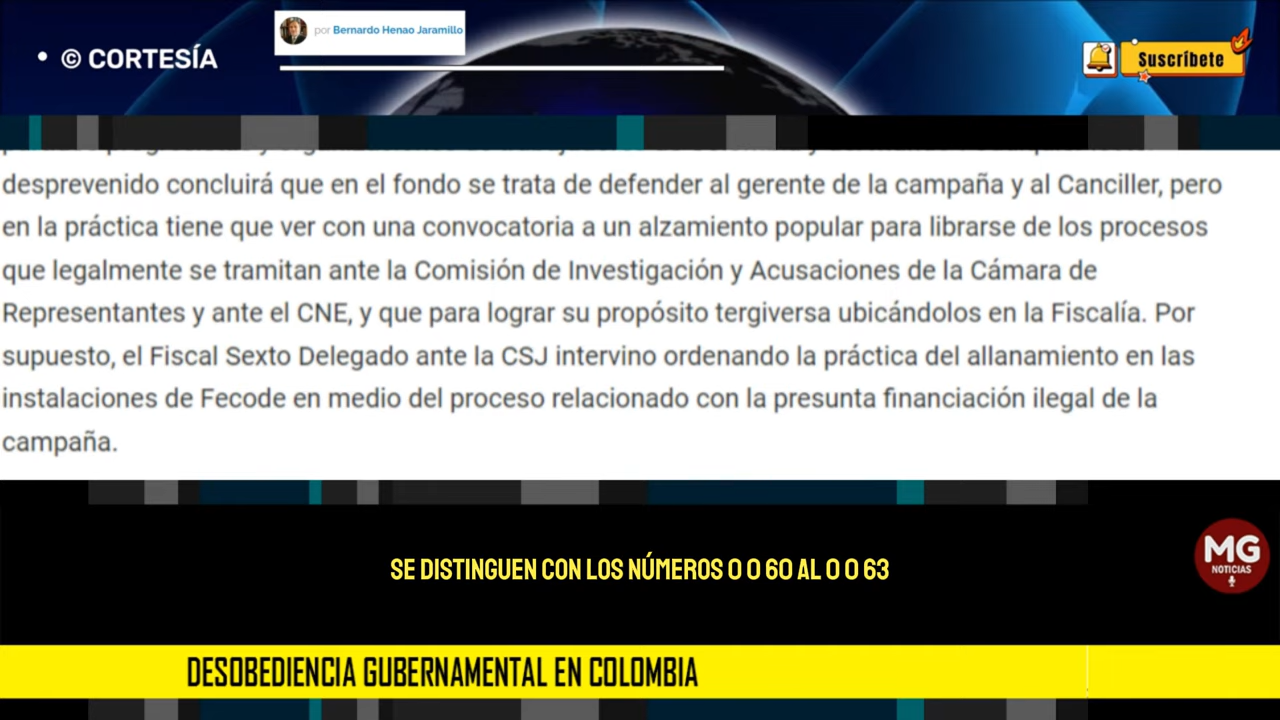 por Bernardo Henao Jaramillo
• © CORTESÍA
Suscríbete
desprevenido concluirá que en el fondo se trata de defender al gerente de la campaña y al Canciller, pero
en la práctica tiene que ver con una convocatoria a un alzamiento popular para librarse de los procesos
que legalmente se tramitan ante la Comisión de Investigación y Acusaciones de la Cámara de
Representantes y ante el CNE, y que para lograr su propósito tergiversa ubicándolos en la Fiscalía. Por
supuesto, el Fiscal Sexto Delegado ante la CSJ intervino ordenando la práctica del allanamiento en las
instalaciones de Fecode en medio del proceso relacionado con la presunta financiación ilegal de la
campaña.
SE DISTINGUEN CON LOS NÚMEROS 0 0 60 AL 0 0 63
MG
NOTICIAS
DESOBEDIENCIA GUBERNAMENTAL EN COLOMBIA